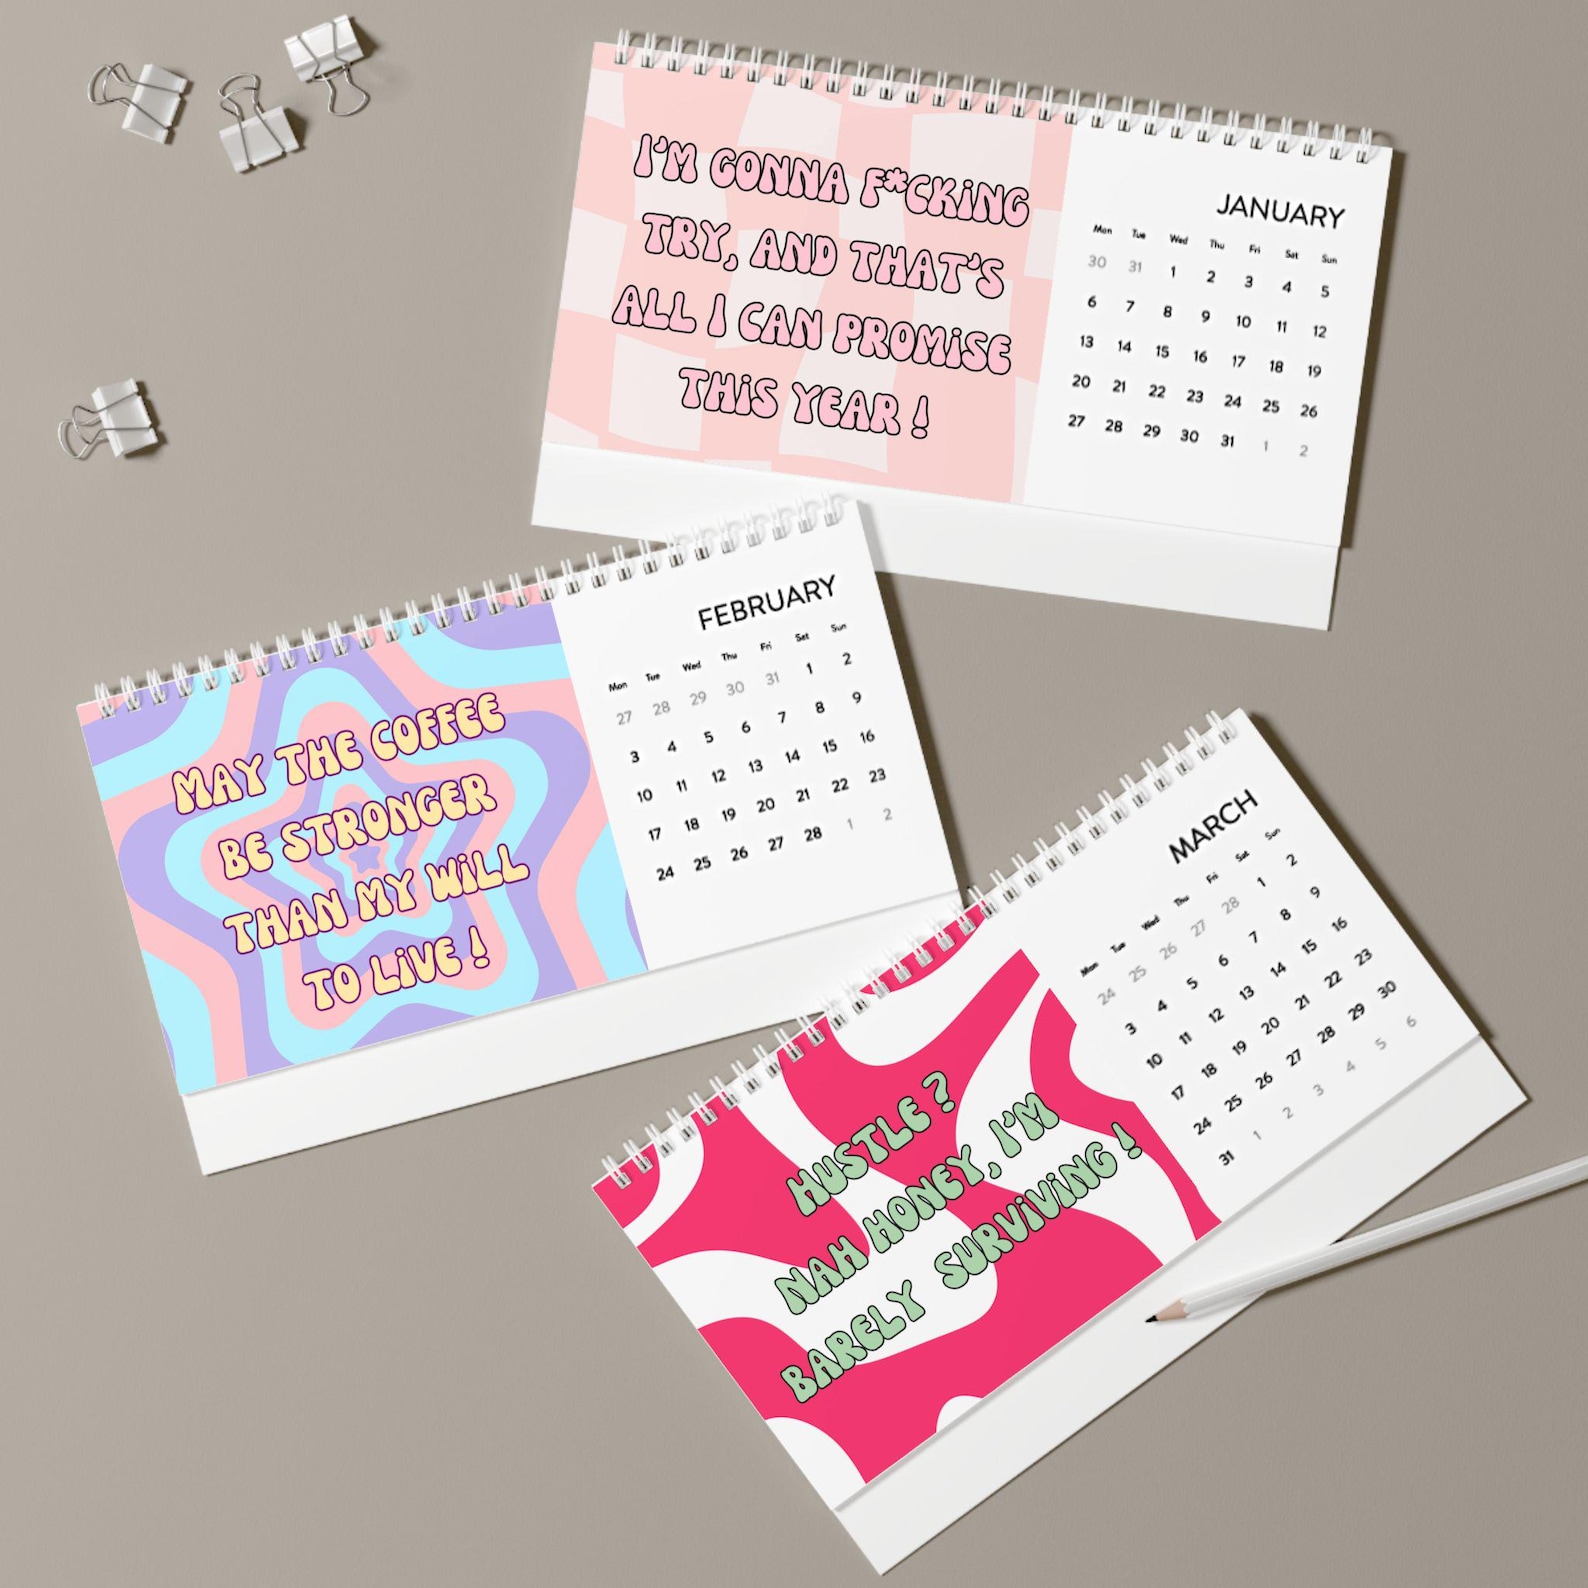 I'M GONNA F*CKING
TRY, AND THAT'S
ALL I CAN PROMISE
THIS YEAR !
JANUARY
Mon Tue Wed Thu Fri Sat Sun
30 31 1 2 3 4 5
6 7 8 9 10 11 12
13 14 15 16 17 18 19
20 21 22 23 24 25 26
27 28 29 30 31 1 2
MAY THE COFFEE
BE STRONGER
THAN MY WILL
TO LIVE !
FEBRUARY
Mon Tue Wed Thu Fri Sat Sun
27 28 29 30 31 1 2
3 4 5 6 7 8 9
10 11 12 13 14 15 16
17 18 19 20 21 22 23
24 25 26 27 28 1 2
HUSTLE ?
NAH HONEY, I'M
BARELY SURVIVING !
MARCH
Mon Tue Wed Thu Fri Sat Sun
24 25 26 27 28 1 2
3 4 5 6 7 8 9
10 11 12 13 14 15 16
17 18 19 20 21 22 23
24 25 26 27 28 29 30
31 1 2 3 4 5 6